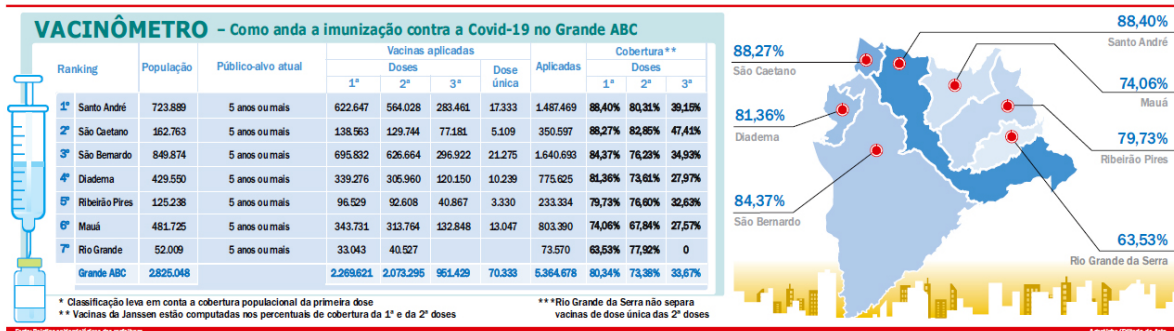 VACINÔMETRO – Como anda a imunização contra a Covid-19 no Grande ABC
Ranking População Público-alvo atual Vacinas aplicadas Aplicadas Cobertura**
Doses Dose única Doses
1ª 2ª 3ª 1ª 2ª 3ª
1º Santo André 723.889 5 anos ou mais 622.647 564.028 283.461 17.333 1.487.469 88,40% 80,31% 39,15%
2º São Caetano 162.763 5 anos ou mais 138.563 129.744 77.181 5.109 350.597 88,27% 82,85% 47,41%
3º São Bernardo 849.874 5 anos ou mais 695.832 626.664 296.922 21.275 1.640.693 84,37% 76,23% 34,93%
4º Diadema 429.550 5 anos ou mais 339.276 305.960 120.150 10.239 775.625 81,36% 73,61% 27,97%
5º Ribeirão Pires 125.238 5 anos ou mais 96.529 92.608 40.867 3.330 233.334 79,73% 76,60% 32,63%
6º Mauá 481.725 5 anos ou mais 343.731 313.764 132.848 13.047 803.390 74,06% 67,84% 27,57%
7º Rio Grande 52.009 5 anos ou mais 33.043 40.527 73.570 63,53% 77,92% 0
Grande ABC 2.825.048 2.269.621 2.073.295 951.429 70.333 5.364.678 80,34% 73,38% 33,67%
* Classificação leva em conta a cobertura populacional da primeira dose
** Vacinas da Janssen estão computadas nos percentuais de cobertura da 1ª e da 2ª doses
***Rio Grande da Serra não separa
vacinas de dose única das 2ª doses
88,40%
Santo André
88,27%
São Caetano
74,06%
Mauá
81,36%
Diadema
79,73%
Ribeirão Pires
84,37%
São Bernardo
63,53%
Rio Grande da Serra